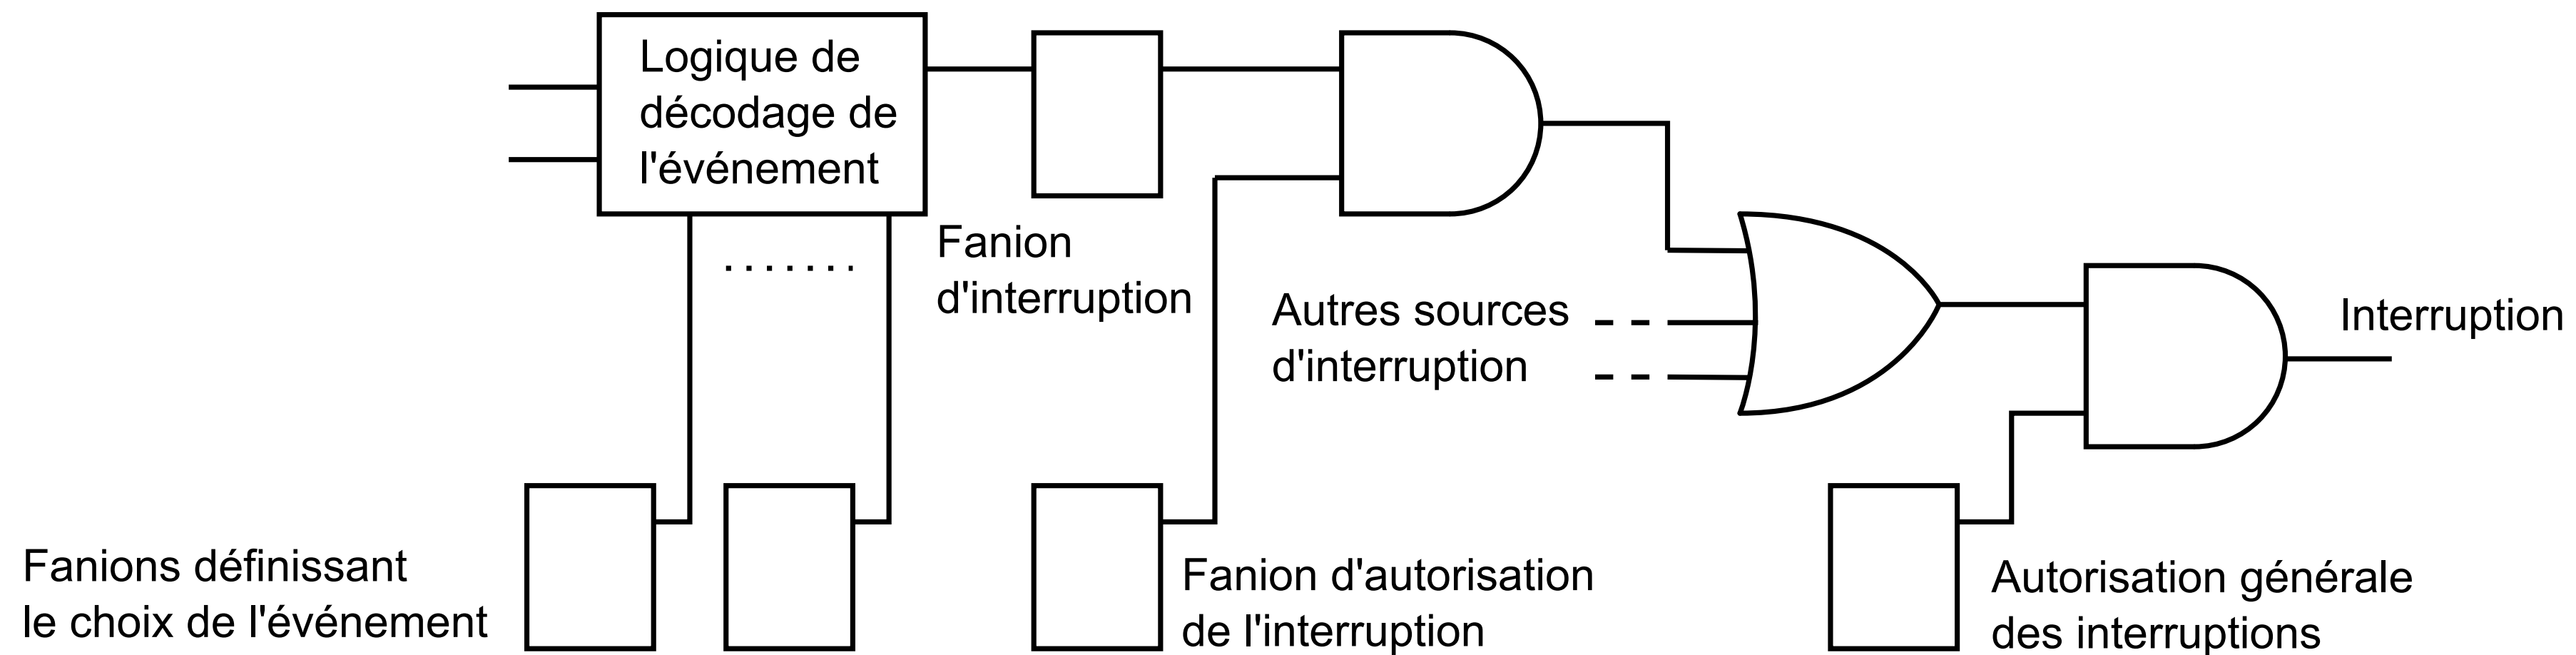 Logique de
décodage de
l'événement
Fanion
d'interruption
Autres sources
d'interruption
Interruption
Fanions définissant
le choix de l'événement
Fanion d'autorisation
de l'interruption
Autorisation générale
des interruptions